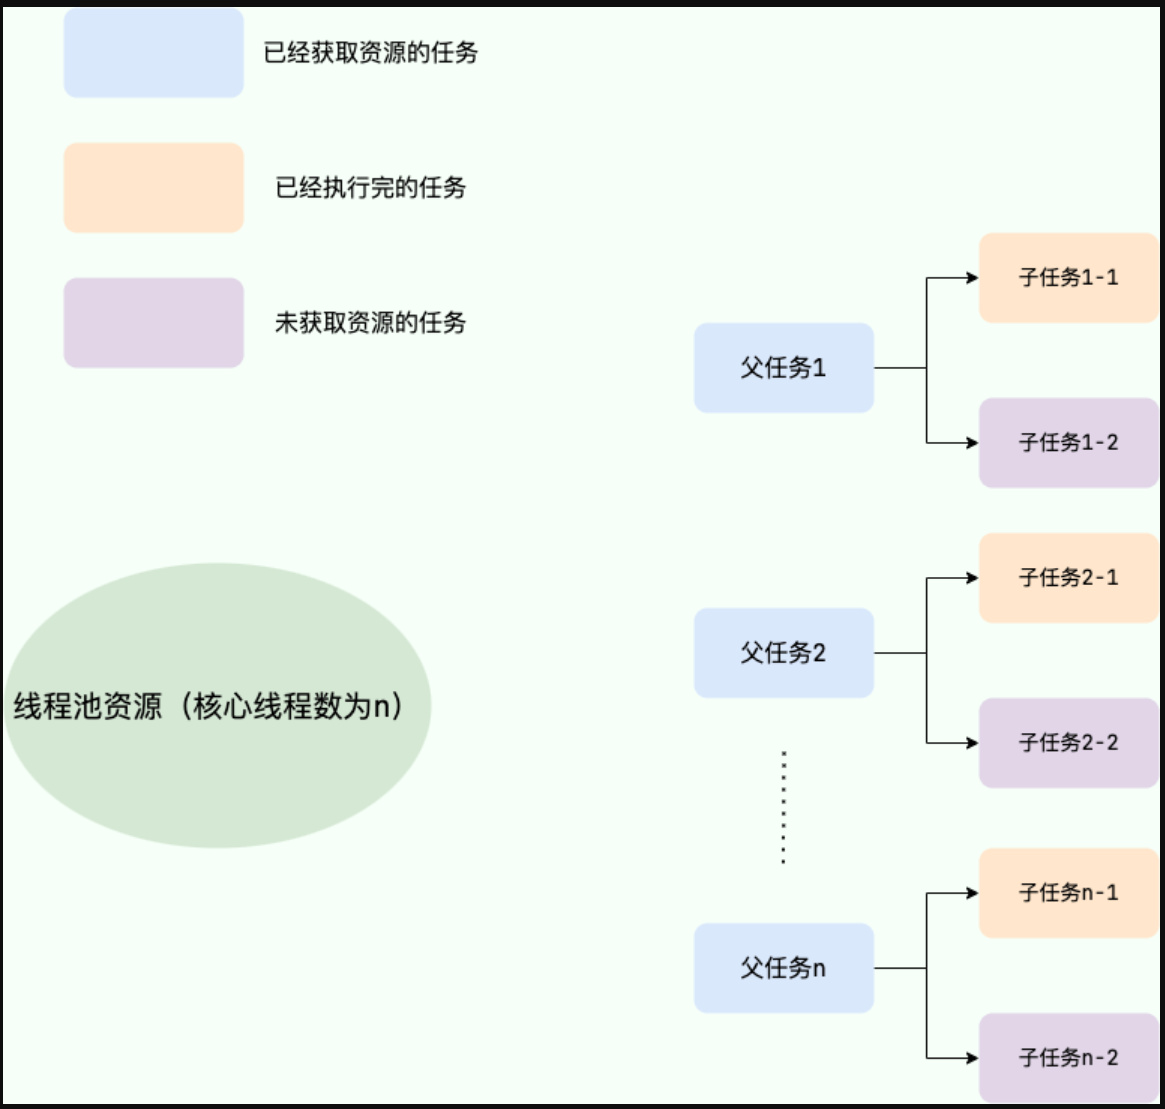 已经获取资源的任务
已经执行完的任务
未获取资源的任务
线程池资源（核心线程数为n）
父任务1
子任务1-1
子任务1-2
父任务2
子任务2-1
子任务2-2
父任务n
子任务n-1
子任务n-2